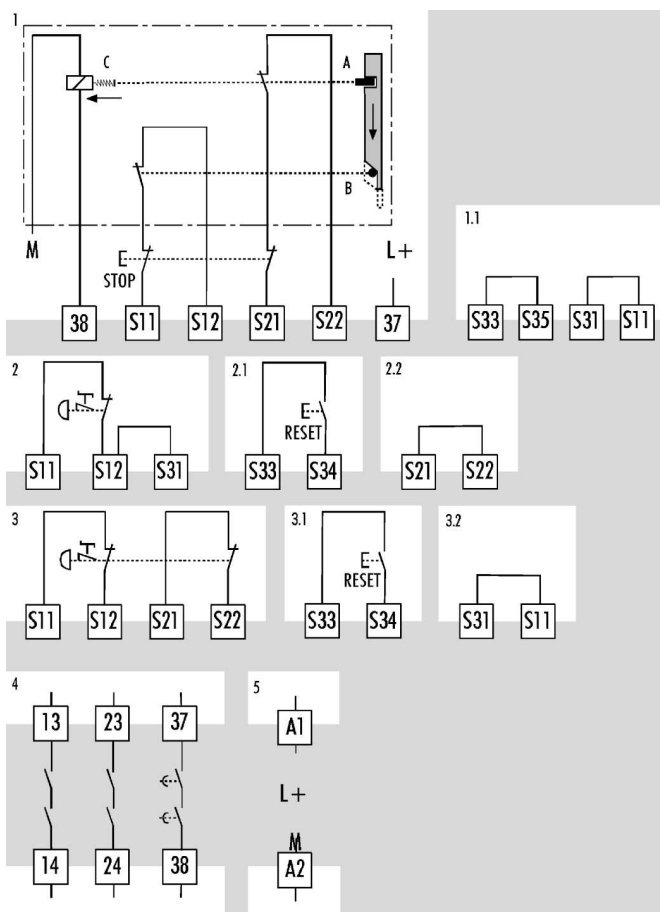 1
C
A
B
M
L+
STOP
38 S11 S12 S21 S22 37
1.1
S33 S35 S31 S11
2
S11 S12 S31
2.1
RESET
S33 S34
2.2
S21 S22
3
S11 S12 S21 S22
3.1
RESET
S33 S34
3.2
S31 S11
4
13 23 37
14 24 38
5
A1
L+
M
A2